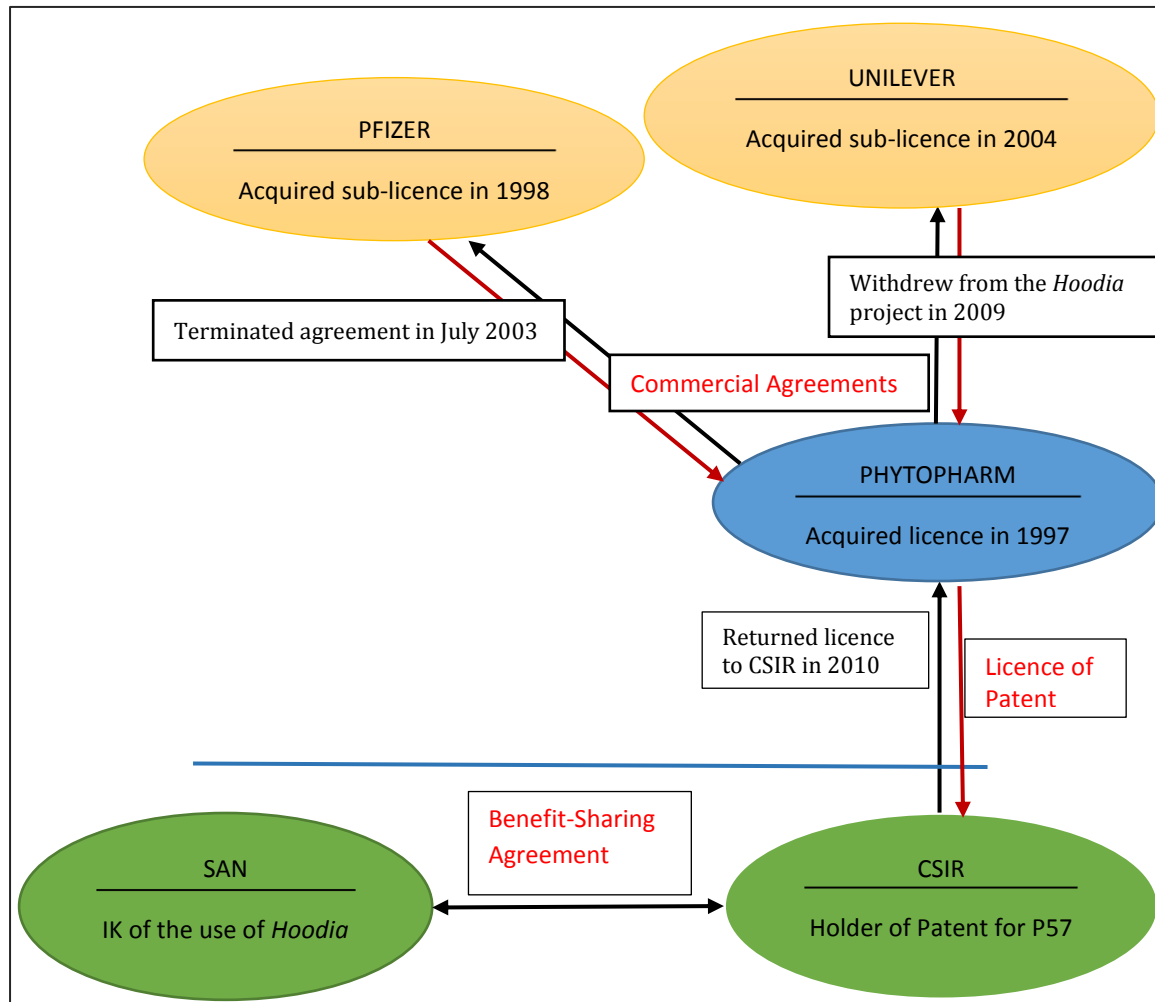 UNILEVER
Acquired sub-licence in 2004
PFIZER
Acquired sub-licence in 1998
Withdrew from the Hoodia
project in 2009
Terminated agreement in July 2003
Commercial Agreements
PHYTOPHARM
Acquired licence in 1997
Returned licence
to CSIR in 2010
Licence of
Patent
Benefit-Sharing
Agreement
SAN
IK of the use of Hoodia
CSIR
Holder of Patent for P57